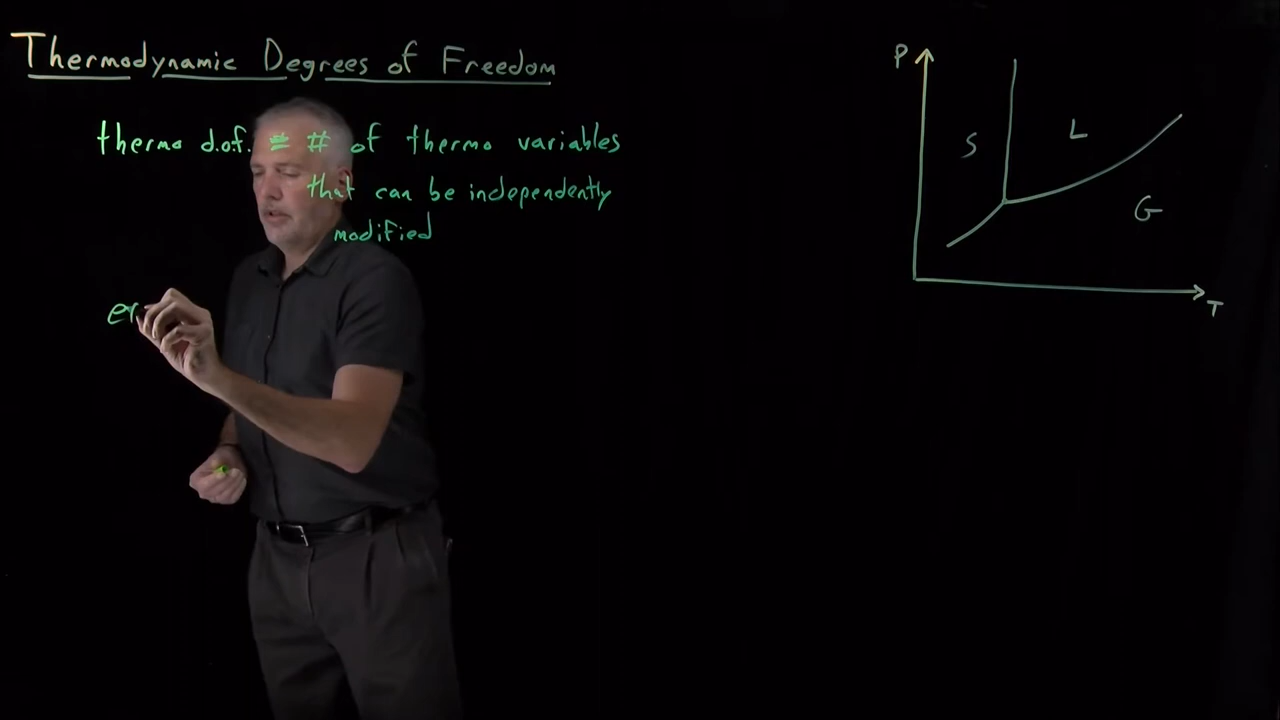 Thermodynamic Degrees of Freedom
thermo d.o.f. = # of thermo variables
that can be independently
modified
P
S
L
G
T